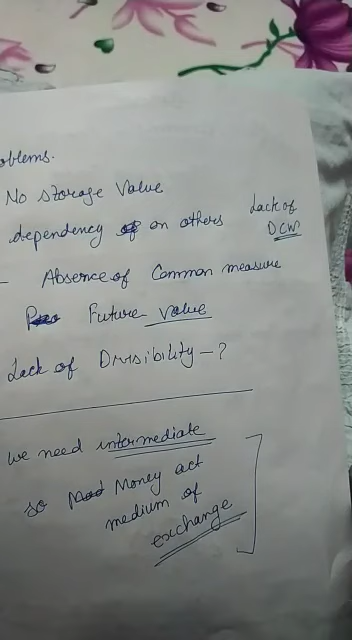 oblems.
No storage Value
dependency on others Lack of
DCW
- Absence of Common measure
Future value
Lack of Divisibility - ?
we need intermediate
so Money act
medium of
exchange